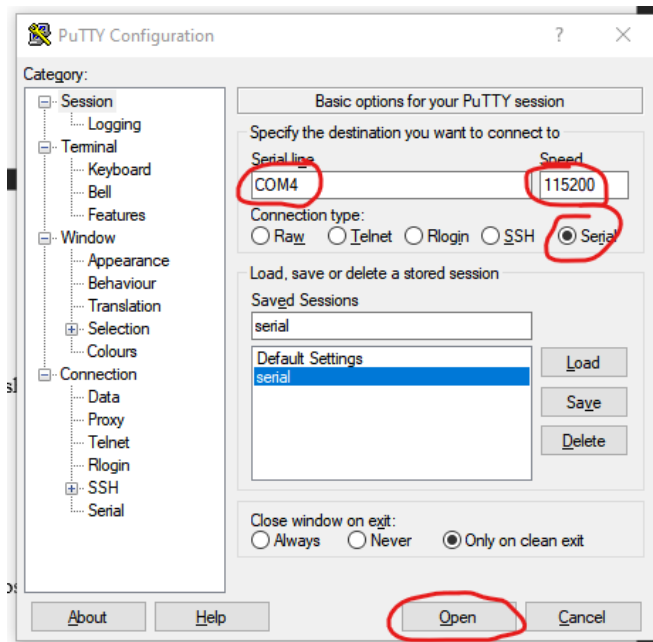 PuTTY Configuration ? ×
Category:
Session
Logging
Terminal
Keyboard
Bell
Features
Window
Appearance
Behaviour
Translation
Selection
Colours
Connection
Data
Proxy
Telnet
Rlogin
SSH
Serial
Basic options for your PuTTY session
Specify the destination you want to connect to
Serial line Speed
COM4 115200
Connection type:
Raw Telnet Rlogin SSH Serial
Load, save or delete a stored session
Saved Sessions
serial
Default Settings
serial
Load
Save
Delete
Close window on exit:
Always Never Only on clean exit
About Help Open Cancel